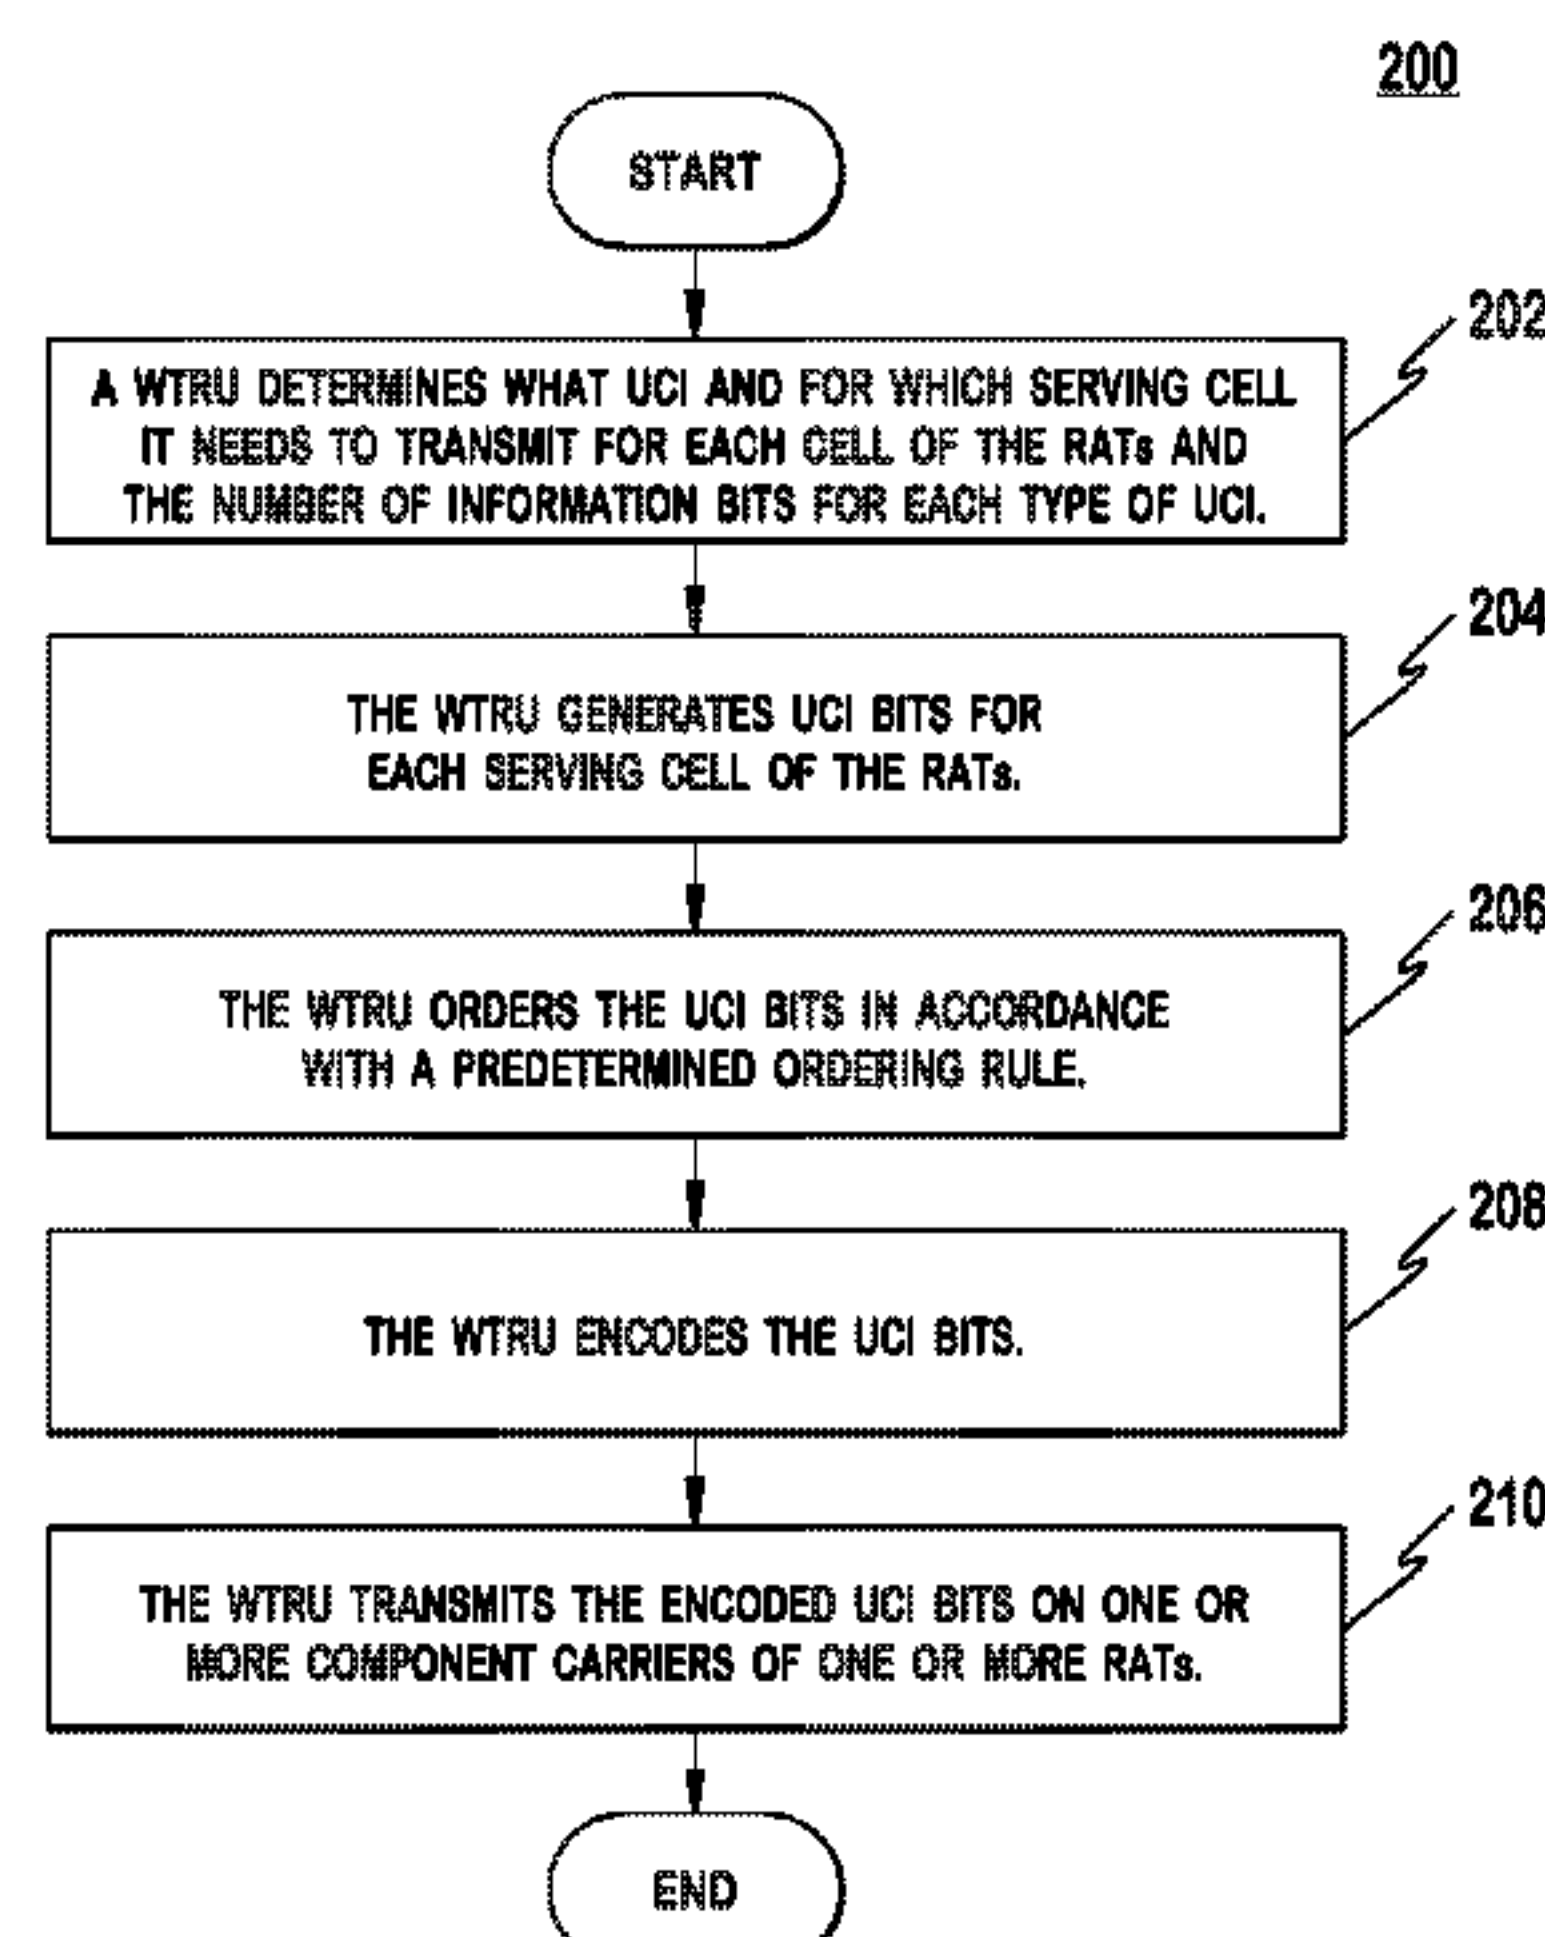 200
START
202
A WTRU DETERMINES WHAT UCI AND FOR WHICH SERVING CELL
IT NEEDS TO TRANSMIT FOR EACH CELL OF THE RATs AND
THE NUMBER OF INFORMATION BITS FOR EACH TYPE OF UCI.
204
THE WTRU GENERATES UCI BITS FOR
EACH SERVING CELL OF THE RATs.
206
THE WTRU ORDERS THE UCI BITS IN ACCORDANCE
WITH A PREDETERMINED ORDERING RULE.
208
THE WTRU ENCODES THE UCI BITS.
210
THE WTRU TRANSMITS THE ENCODED UCI BITS ON ONE OR
MORE COMPONENT CARRIERS OF ONE OR MORE RATs.
END